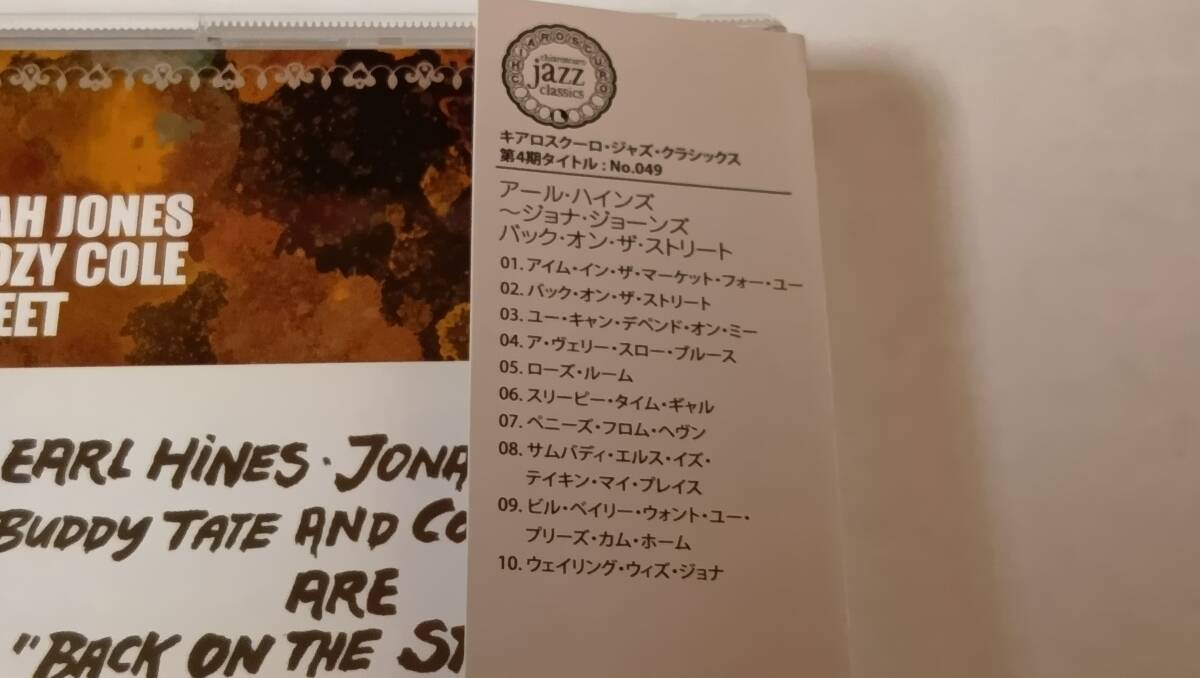 AH JONES
OZY COLE
EET
EARL HINES · JONA
BUDDY TATE AND CO
ARE
"BACK ON THE ST
CHIAROSCURO
chiaroscuro
jazz
classics
キアロスクーロ・ジャズ・クラシックス
第4期タイトル : No.049
アール・ハインズ
～ジョナ・ジョーンズ
バック・オン・ザ・ストリート
01. アイム・イン・ザ・マーケット・フォー・ユー
02. バック・オン・ザ・ストリート
03. ユー・キャン・デペンド・オン・ミー
04. ア・ヴェリー・スロー・ブルース
05. ローズ・ルーム
06. スリーピー・タイム・ギャル
07. ペニーズ・フロム・ヘヴン
08. サムバディ・エルス・イズ・
テイキン・マイ・プレイス
09. ビル・ベイリー・ウォント・ユー・
プリーズ・カム・ホーム
10. ウェイリング・ウィズ・ジョナ